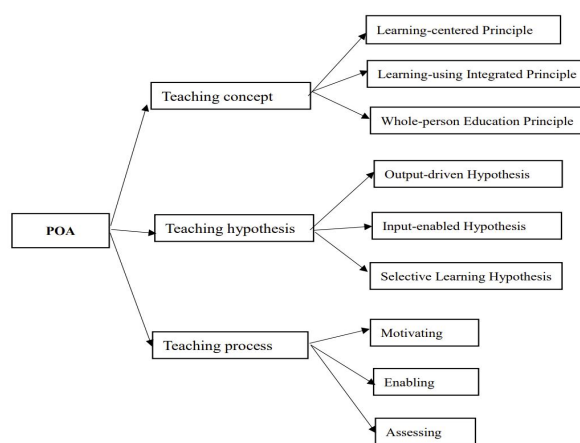 Learning-centered Principle
Learning-using Integrated Principle
Teaching concept
Whole-person Education Principle
Output-driven Hypothesis
POA
Teaching hypothesis
Input-enabled Hypothesis
Selective Learning Hypothesis
Teaching process
Motivating
Enabling
Assessing